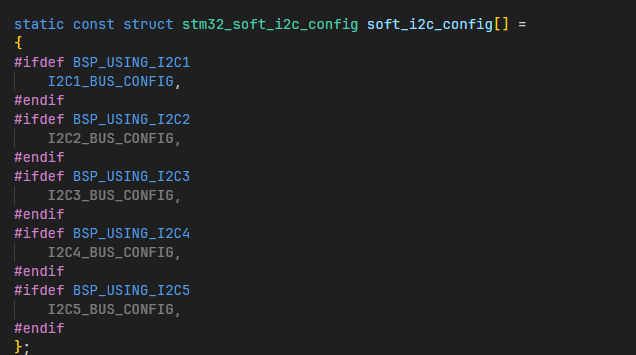 static const struct stm32_soft_i2c_config soft_i2c_config[] =
{
#ifdef BSP_USING_I2C1
    I2C1_BUS_CONFIG,
#endif
#ifdef BSP_USING_I2C2
    I2C2_BUS_CONFIG,
#endif
#ifdef BSP_USING_I2C3
    I2C3_BUS_CONFIG,
#endif
#ifdef BSP_USING_I2C4
    I2C4_BUS_CONFIG,
#endif
#ifdef BSP_USING_I2C5
    I2C5_BUS_CONFIG,
#endif
};